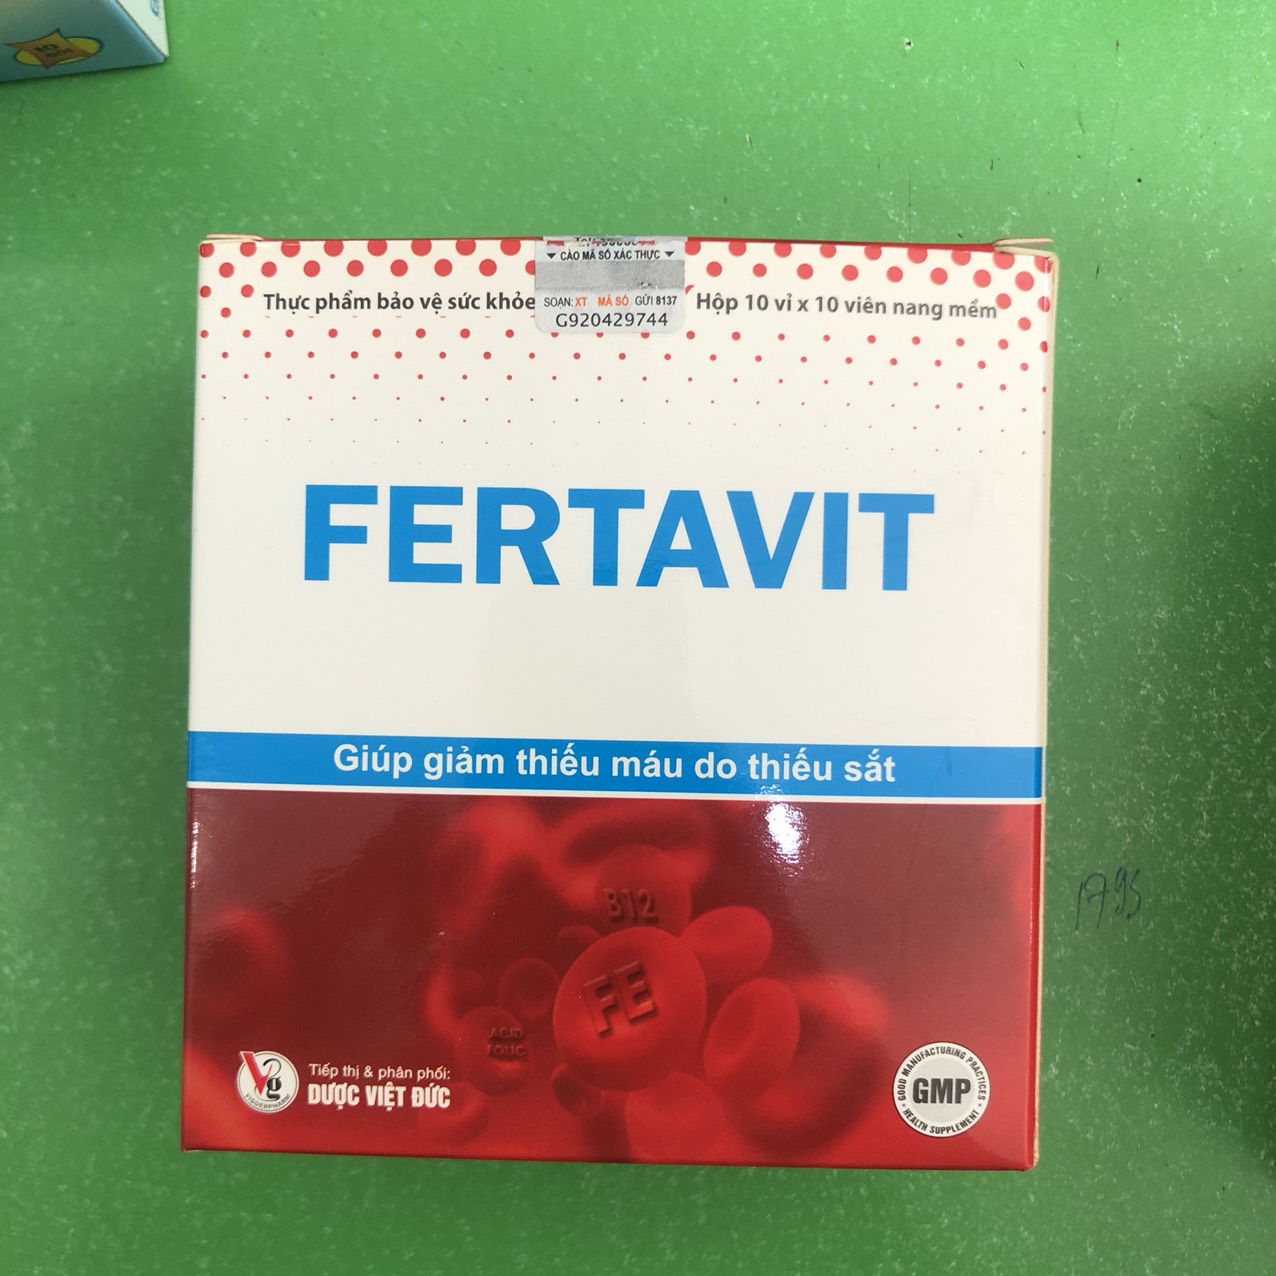 CÀO MÃ SỐ XÁC THỰC
Thực phẩm bảo vệ sức khỏe
SOẠN: XT MÃ SỐ GỬI 8137
G920429744
Hộp 10 vỉ x 10 viên nang mềm
FERTAVIT
Giúp giảm thiếu máu do thiếu sắt
B12
FE
ACID
FOLIC
Vg
VIGGERPHARM
Tiếp thị & phân phối:
DƯỢC VIỆT ĐỨC
GOOD MANUFACTURING PRACTICES
GMP
HEALTH SUPPLEMENT